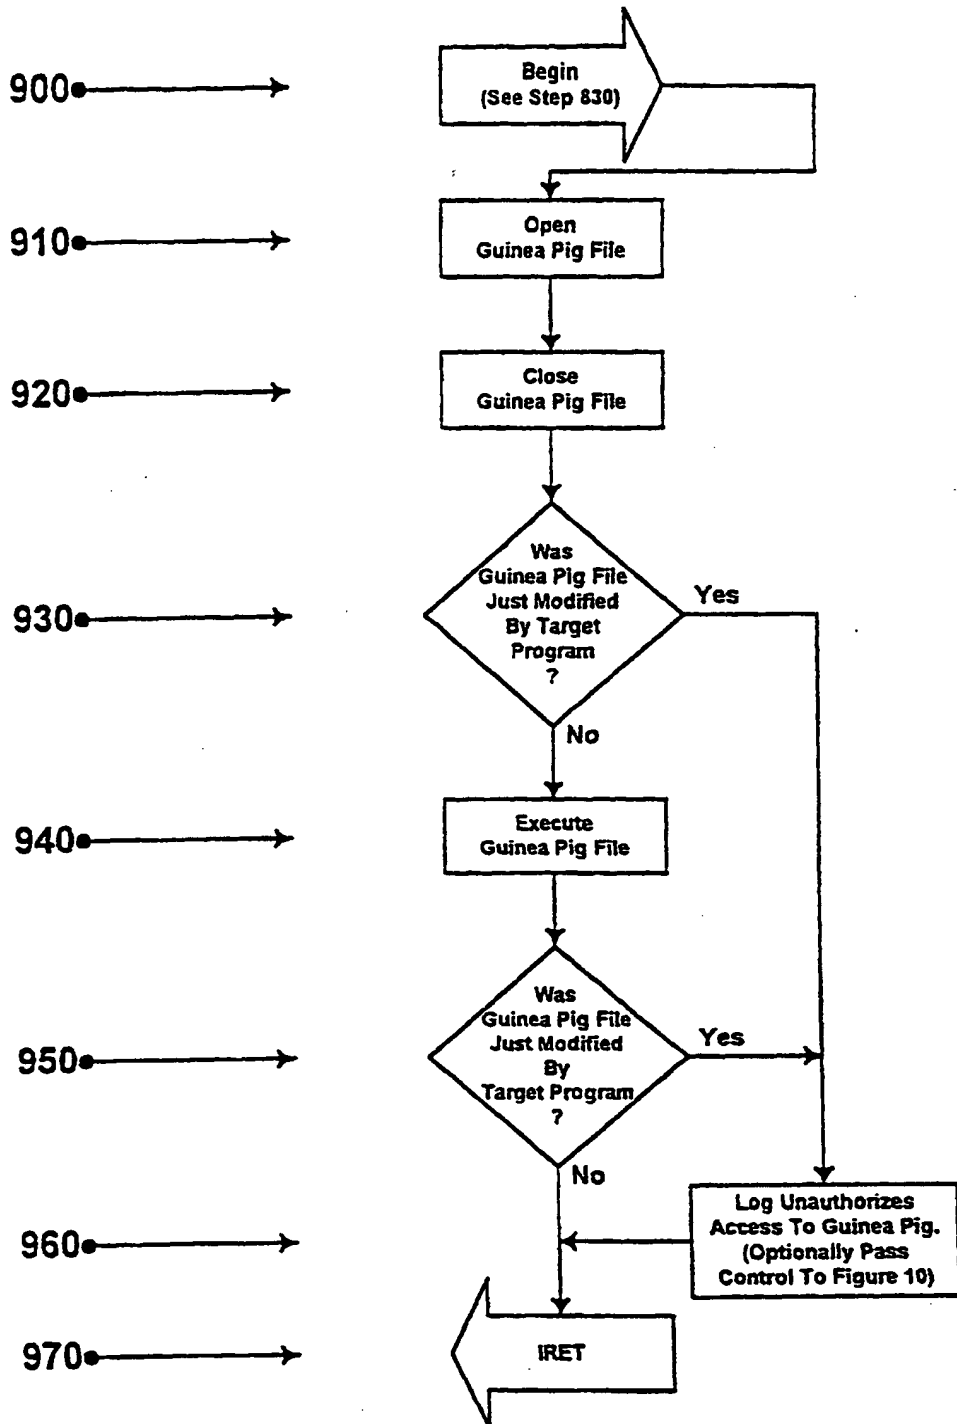 900
Begin
(See Step 830)
910
Open
Guinea Pig File
920
Close
Guinea Pig File
930
Was
Guinea Pig File
Just Modified
By Target
Program
?
Yes
No
940
Execute
Guinea Pig File
950
Was
Guinea Pig File
Just Modified
By
Target Program
?
Yes
No
960
Log Unauthorizes
Access To Guinea Pig.
(Optionally Pass
Control To Figure 10)
970
IRET